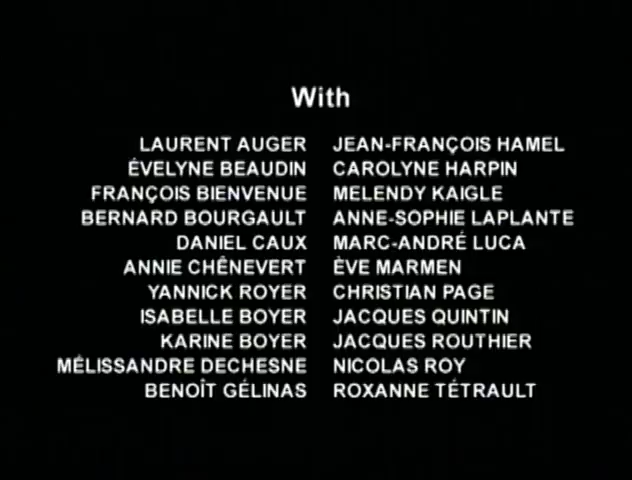 With
LAURENT AUGER JEAN-FRANÇOIS HAMEL
ÉVELYNE BEAUDIN CAROLYNE HARPIN
FRANÇOIS BIENVENUE MELENDY KAIGLE
BERNARD BOURGAULT ANNE-SOPHIE LAPLANTE
DANIEL CAUX MARC-ANDRÉ LUCA
ANNIE CHÊNEVERT ÈVE MARMEN
YANNICK ROYER CHRISTIAN PAGE
ISABELLE BOYER JACQUES QUINTIN
KARINE BOYER JACQUES ROUTHIER
MÉLISSANDRE DECHESNE NICOLAS ROY
BENOÎT GÉLINAS ROXANNE TÉTRAULT